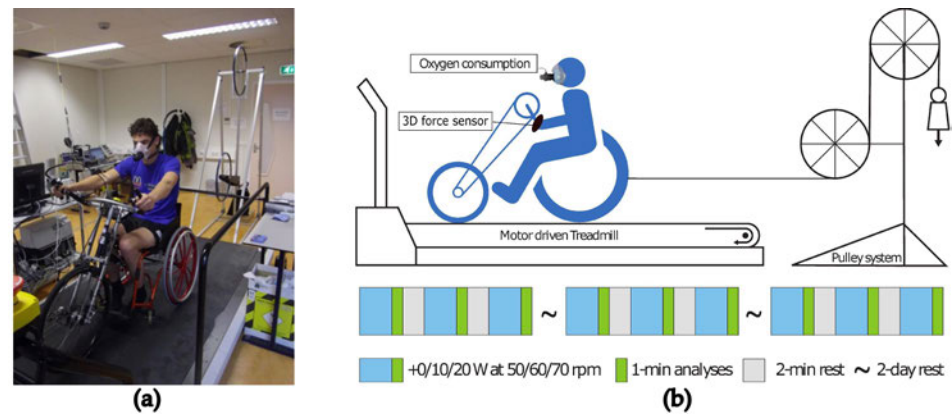 Oxygen consumption
3D force sensor
Motor driven Treadmill
Pulley system
~
~
+0/10/20 W at 50/60/70 rpm
1-min analyses
2-min rest
~ 2-day rest
(a)
(b)